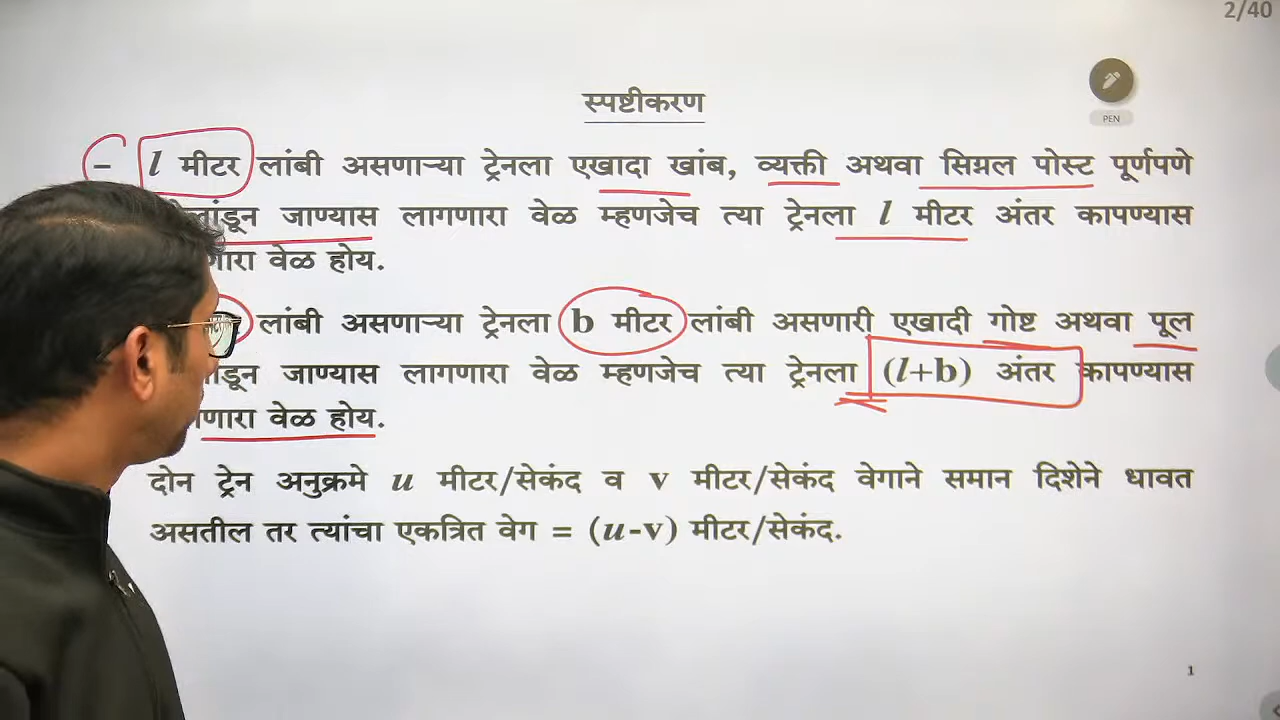 2/40
स्पष्टीकरण
PEN
- l मीटर लांबी असणाऱ्या ट्रेनला एखादा खांब, व्यक्ती अथवा सिग्नल पोस्ट पूर्णपणे
जाण्यास लागणारा वेळ म्हणजेच त्या ट्रेनला l मीटर अंतर कापण्यास
वेळ होय.
लांबी असणाऱ्या ट्रेनला b मीटर लांबी असणारी एखादी गोष्ट अथवा पूल
जाण्यास लागणारा वेळ म्हणजेच त्या ट्रेनला (l+b) अंतर कापण्यास
वेळ होय.
दोन ट्रेन अनुक्रमे u मीटर/सेकंद व v मीटर/सेकंद वेगाने समान दिशेने धावत
असतील तर त्यांचा एकत्रित वेग = (u-v) मीटर/सेकंद.
1